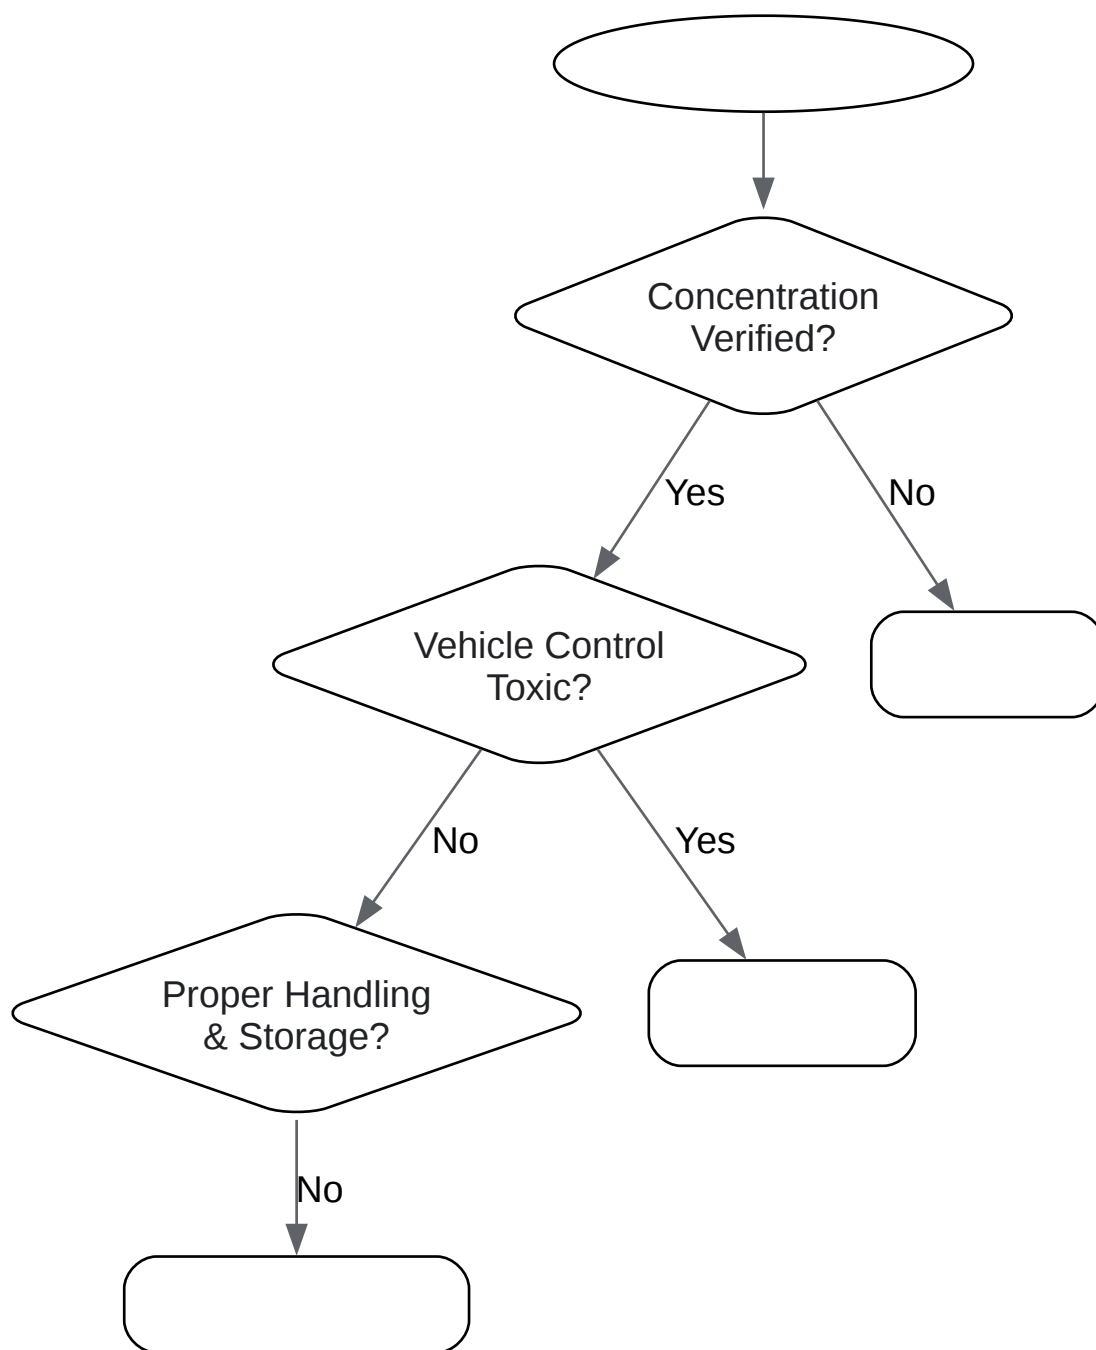 Concentration
Verified?
Yes
No
Vehicle Control
Toxic?
No
Yes
Proper Handling
& Storage?
No